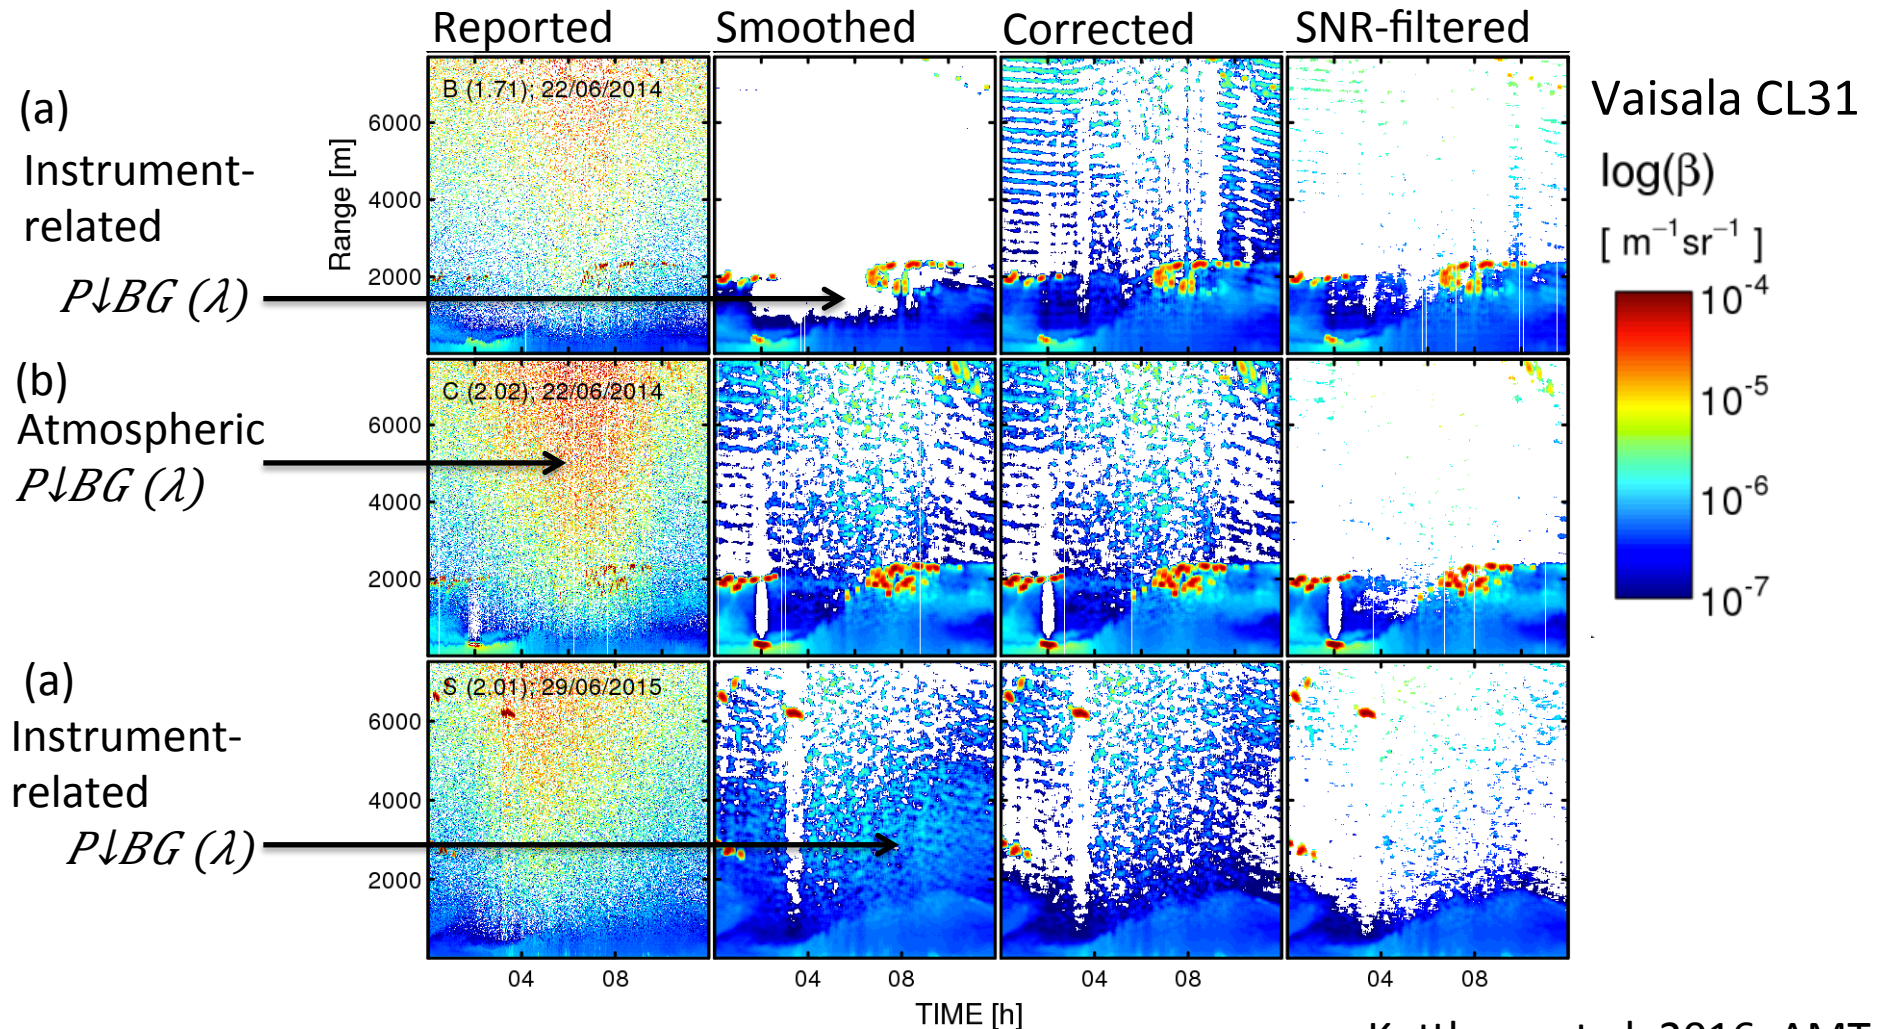 Reported Smoothed Corrected SNR-filtered
(a)
Instrument-
related
P↓BG (λ)
(b)
Atmospheric
P↓BG (λ)
(a)
Instrument-
related
P↓BG (λ)
Range [m]
B (1.71); 22/06/2014
6000
4000
2000
C (2.02); 22/06/2014
6000
4000
2000
S (2.01); 29/06/2015
6000
4000
2000
04 08 04 08 04 08 04 08
TIME [h]
Vaisala CL31
log(β)
[ m⁻¹sr⁻¹ ]
10⁻⁴
10⁻⁵
10⁻⁶
10⁻⁷
2016, AMT